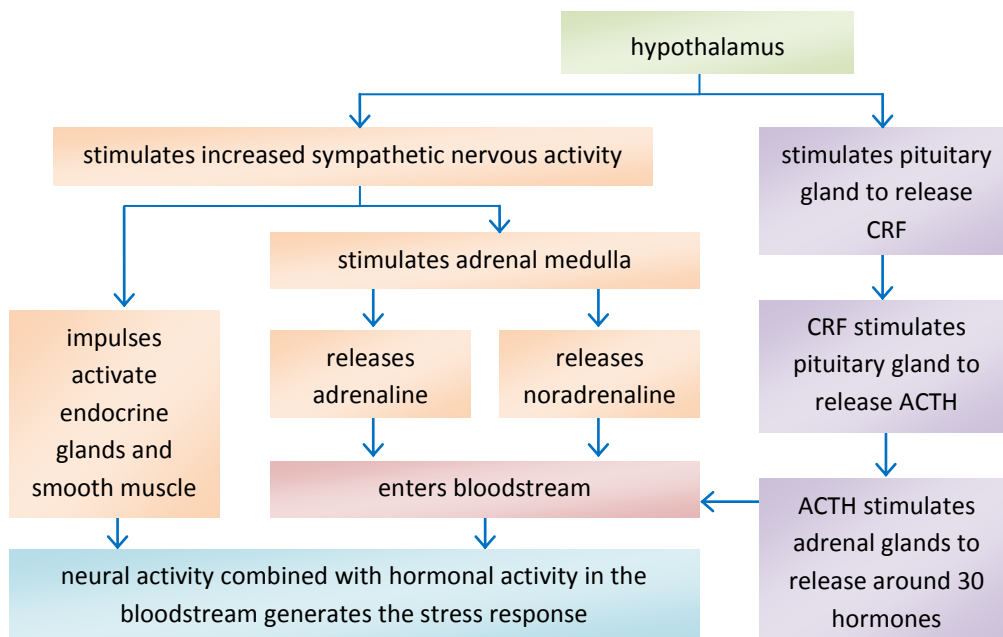 hypothalamus
stimulates increased sympathetic nervous activity
stimulates pituitary
gland to release
CRF
stimulates adrenal medulla
impulses
activate
endocrine
glands and
smooth muscle
releases
adrenaline
releases
noradrenaline
CRF stimulates
pituitary gland to
release ACTH
enters bloodstream
ACTH stimulates
adrenal glands to
release around 30
hormones
neural activity combined with hormonal activity in the
bloodstream generates the stress response